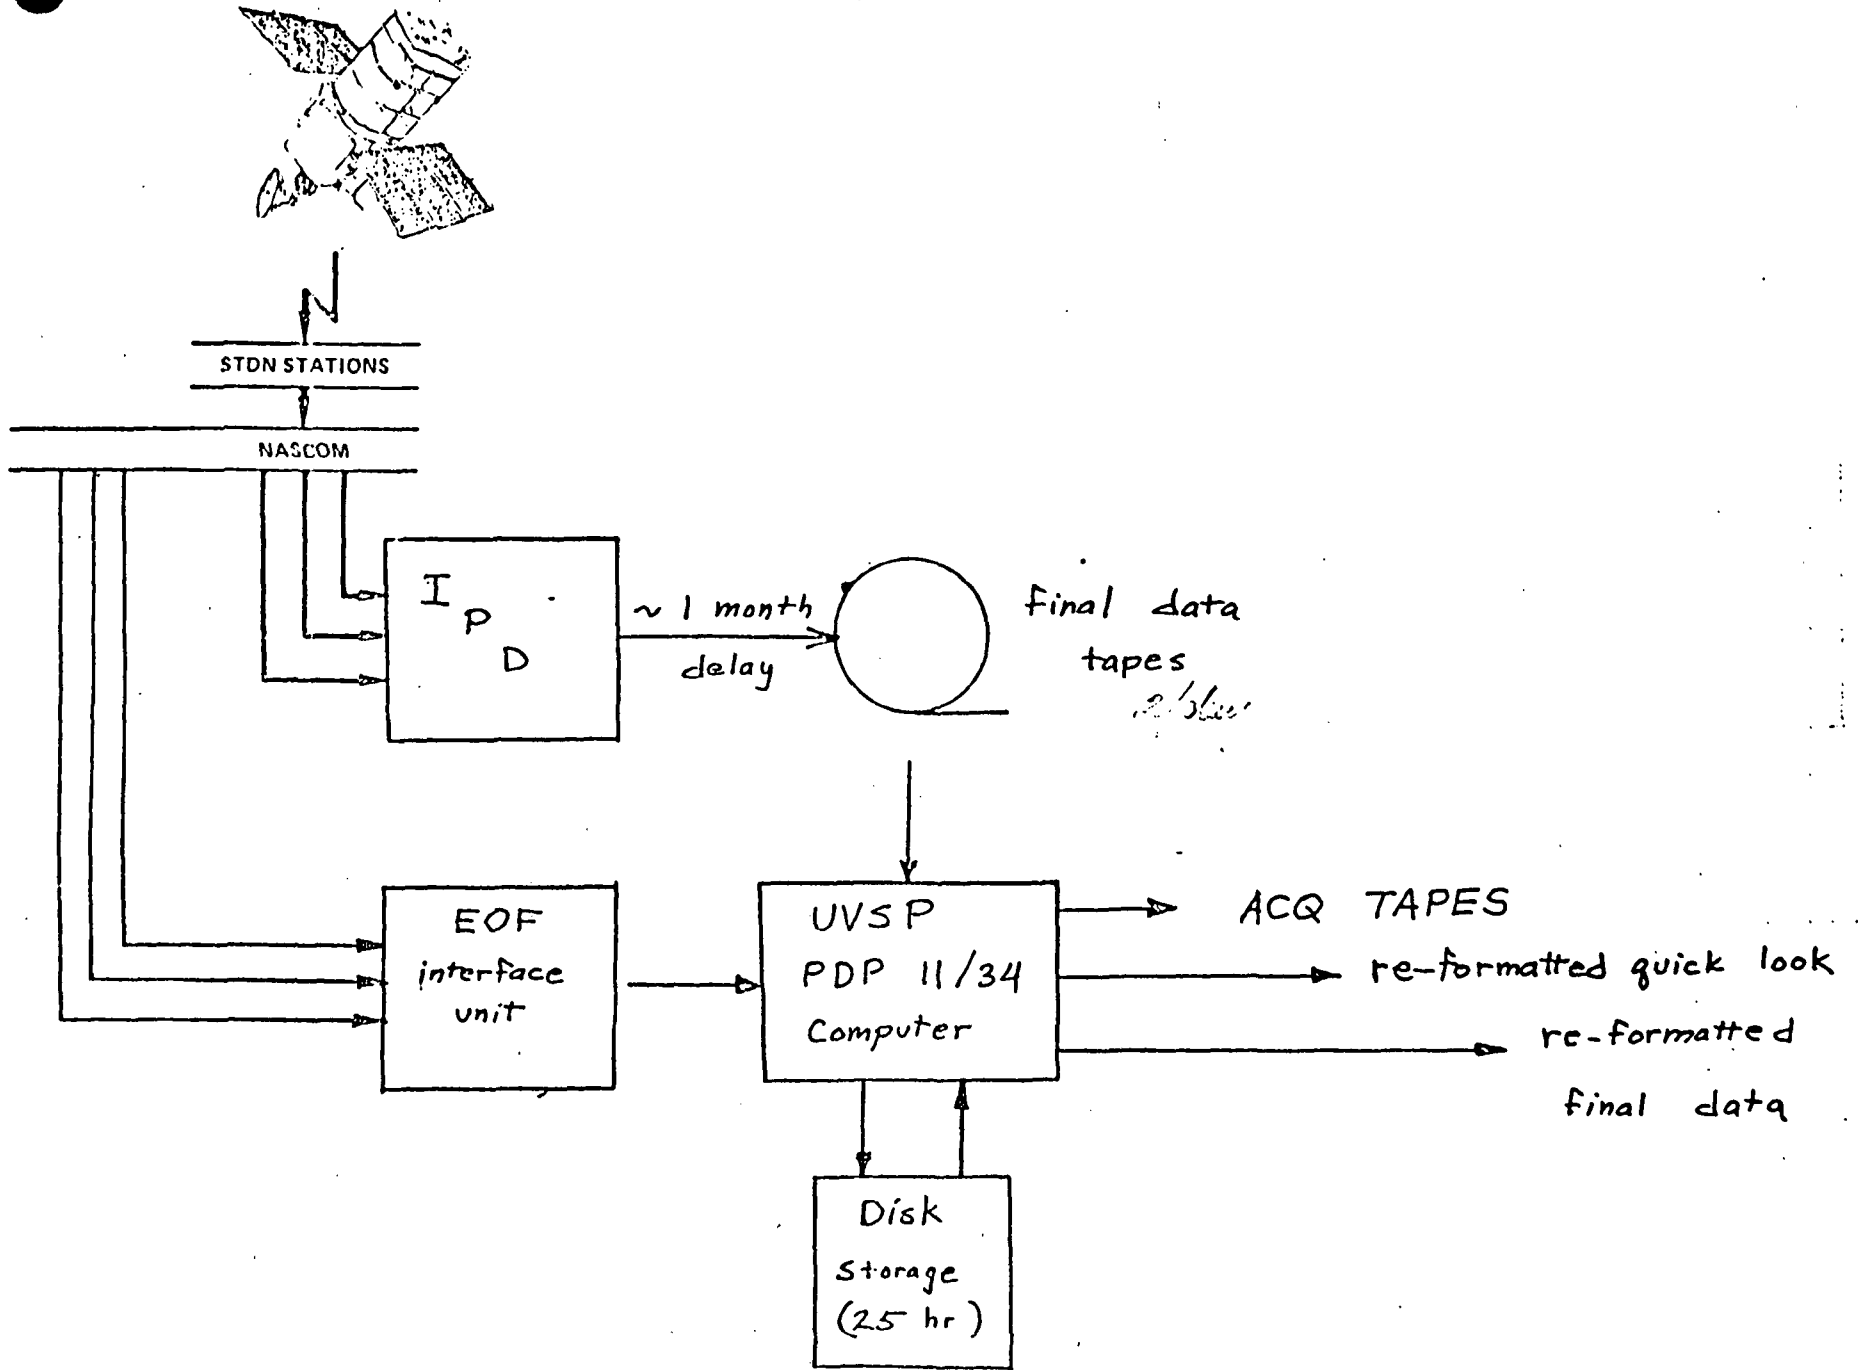 STDN STATIONS
NASCOM
I
P
D
~ 1 month
delay
final data
tapes
EOF
interface
unit
UVSP
PDP 11/34
Computer
ACQ TAPES
re-formatted quick look
re-formatted
final data
Disk
Storage
(25 hr)